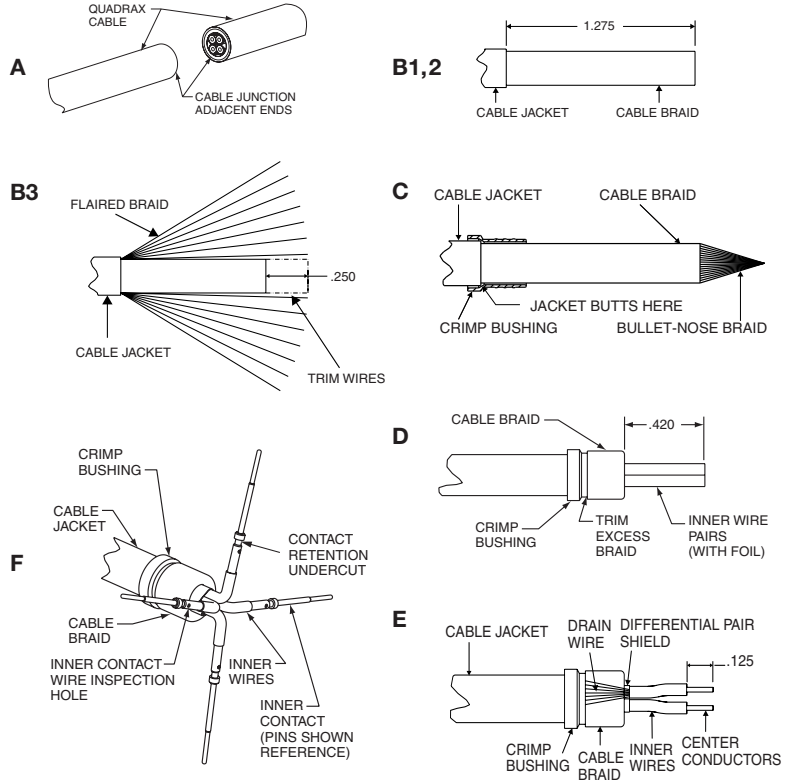 QUADRAX
CABLE
A
CABLE JUNCTION
ADJACENT ENDS
B1,2
1.275
CABLE JACKET
CABLE BRAID
B3
FLAIRED BRAID
.250
CABLE JACKET
TRIM WIRES
C
CABLE JACKET
CABLE BRAID
JACKET BUTTS HERE
CRIMP BUSHING
BULLET-NOSE BRAID
D
CABLE BRAID
.420
CRIMP
BUSHING
TRIM
EXCESS
BRAID
INNER WIRE
PAIRS
(WITH FOIL)
F
CRIMP
BUSHING
CABLE
JACKET
CONTACT
RETENTION
UNDERCUT
CABLE
BRAID
INNER CONTACT
WIRE INSPECTION
HOLE
INNER
WIRES
INNER
CONTACT
(PINS SHOWN
REFERENCE)
E
CABLE JACKET
DRAIN
WIRE
DIFFERENTIAL PAIR
SHIELD
.125
CRIMP
BUSHING
CABLE
BRAID
INNER
WIRES
CENTER
CONDUCTORS